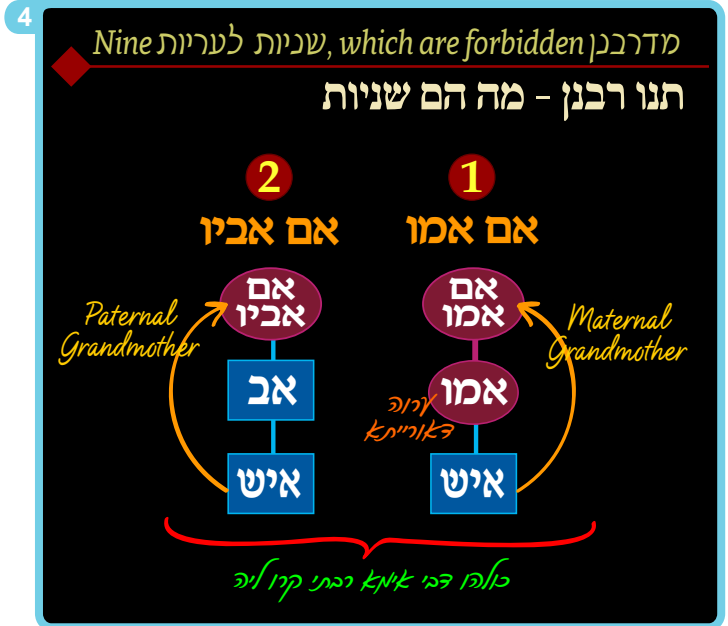 4
Nine שניות לעריות, which are forbidden מדרבנן
תנו רבנן - מה הם שניות
1
אם אמו
אם
אמו
Maternal
Grandmother
אמו
ערוה
דאורייתא
איש
2
אם אביו
אם
אביו
Paternal
Grandmother
אב
איש
כולהו דבי אימא רבתי קרו ליה